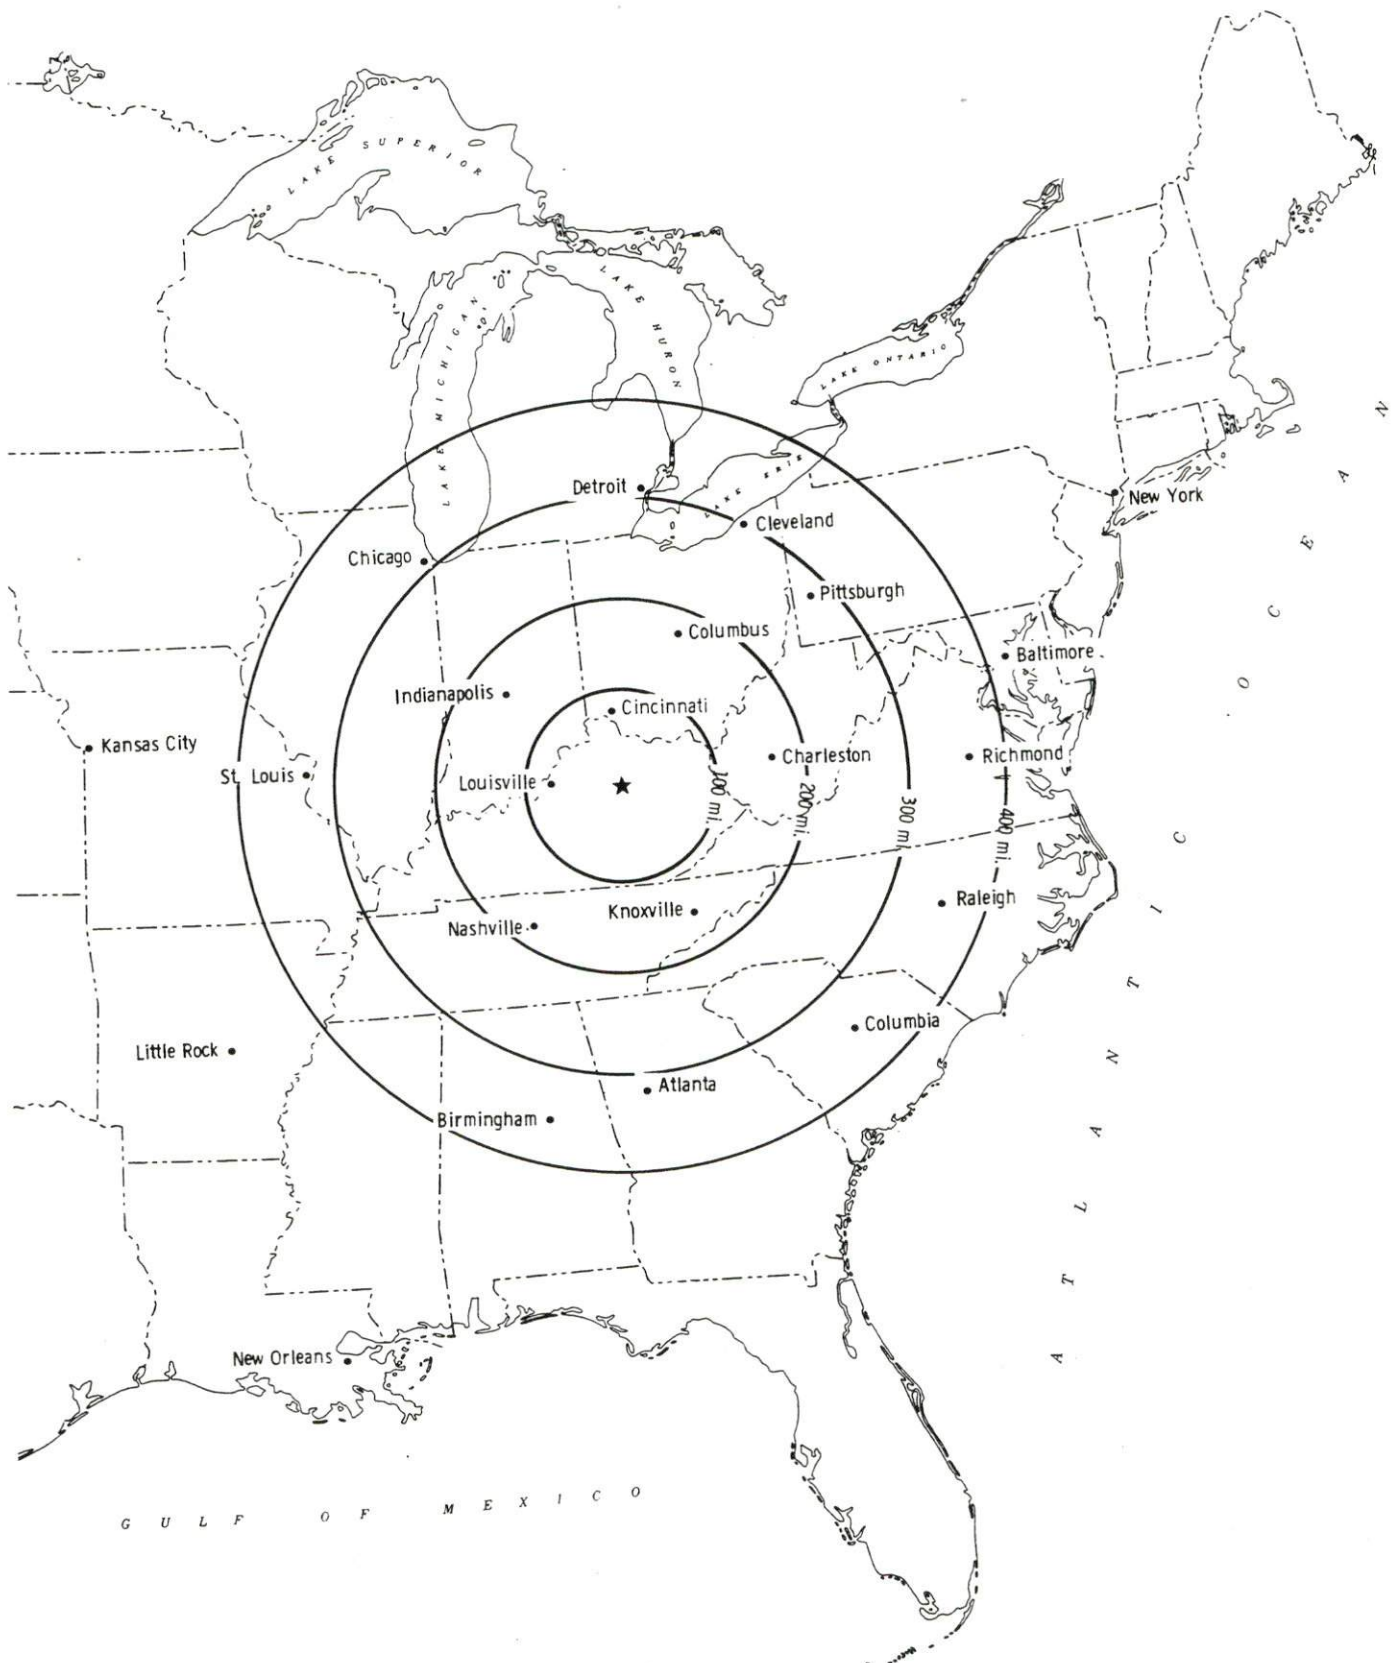 LAKE SUPERIOR
LAKE MICHIGAN
LAKE HURON
LAKE ONTARIO
LAKE ERIE
Detroit
New York
Cleveland
Chicago
Pittsburgh
Columbus
Baltimore
Indianapolis
Cincinnati
Kansas City
Charleston
Richmond
St. Louis
Louisville
100 mi.
200 mi.
300 mi.
400 mi.
Raleigh
Knoxville
Nashville
Columbia
Little Rock
Atlanta
Birmingham
New Orleans
ATLANTIC OCEAN
GULF OF MEXICO